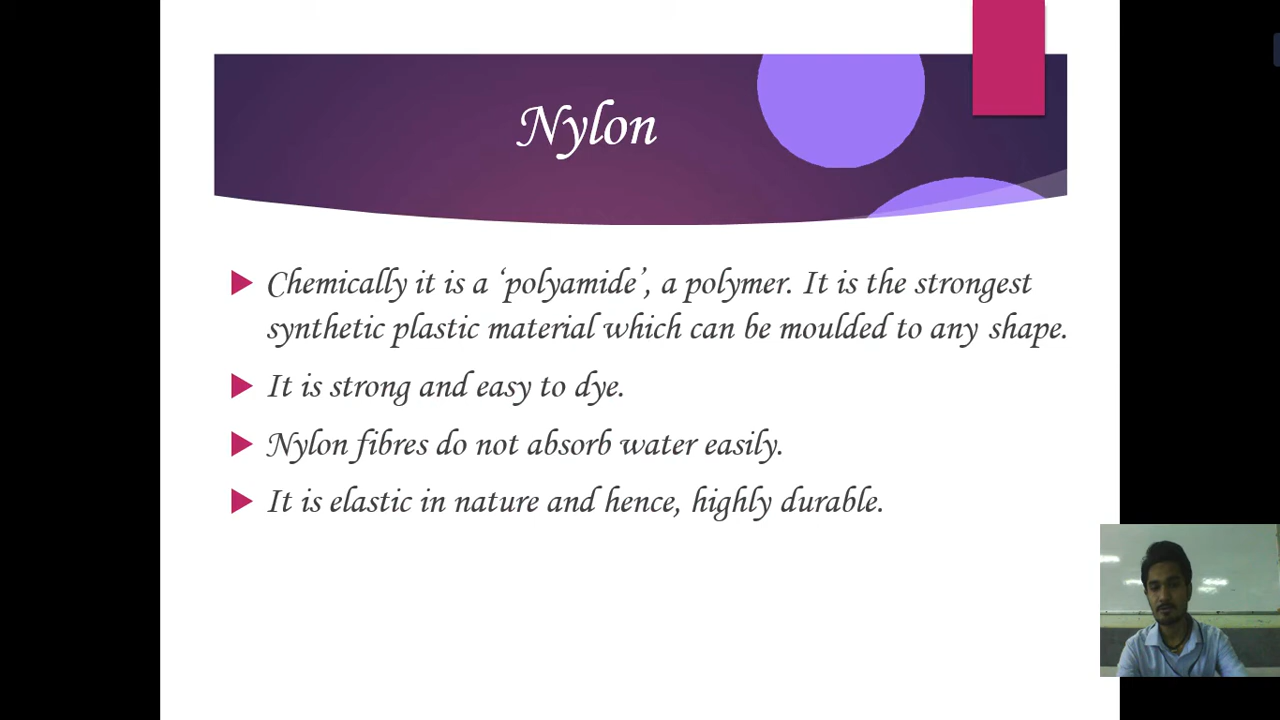 Nylon
Chemically it is a ‘polyamide’, a polymer. It is the strongest
synthetic plastic material which can be moulded to any shape.
It is strong and easy to dye.
Nylon fibres do not absorb water easily.
It is elastic in nature and hence, highly durable.